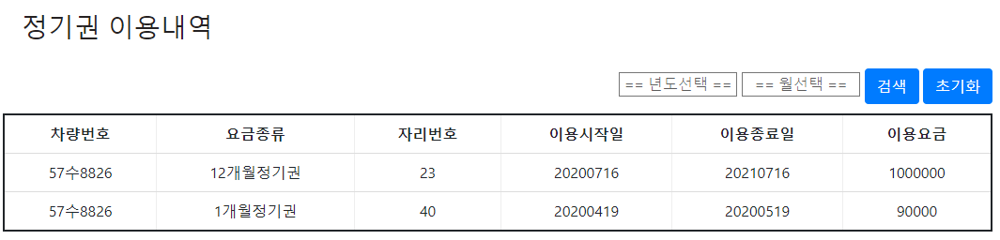 정기권 이용내역
== 년도선택 == == 월선택 == 검색 초기화
차량번호 요금종류 자리번호 이용시작일 이용종료일 이용요금
57수8826 12개월정기권 23 20200716 20210716 1000000
57수8826 1개월정기권 40 20200419 20200519 90000